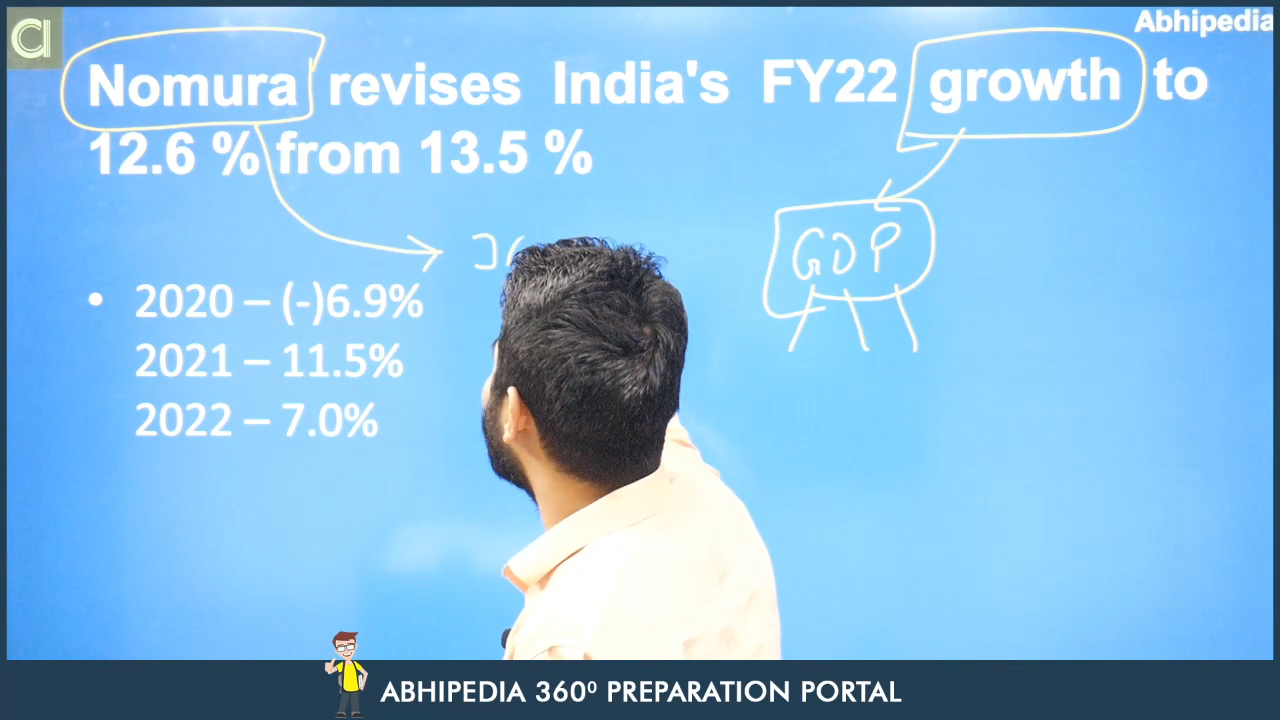 Abhipedia
Nomura revises India's FY22 growth to
12.6 % from 13.5 %
GDP
• 2020 – (-)6.9%
2021 – 11.5%
2022 – 7.0%
ABHIPEDIA 360⁰ PREPARATION PORTAL